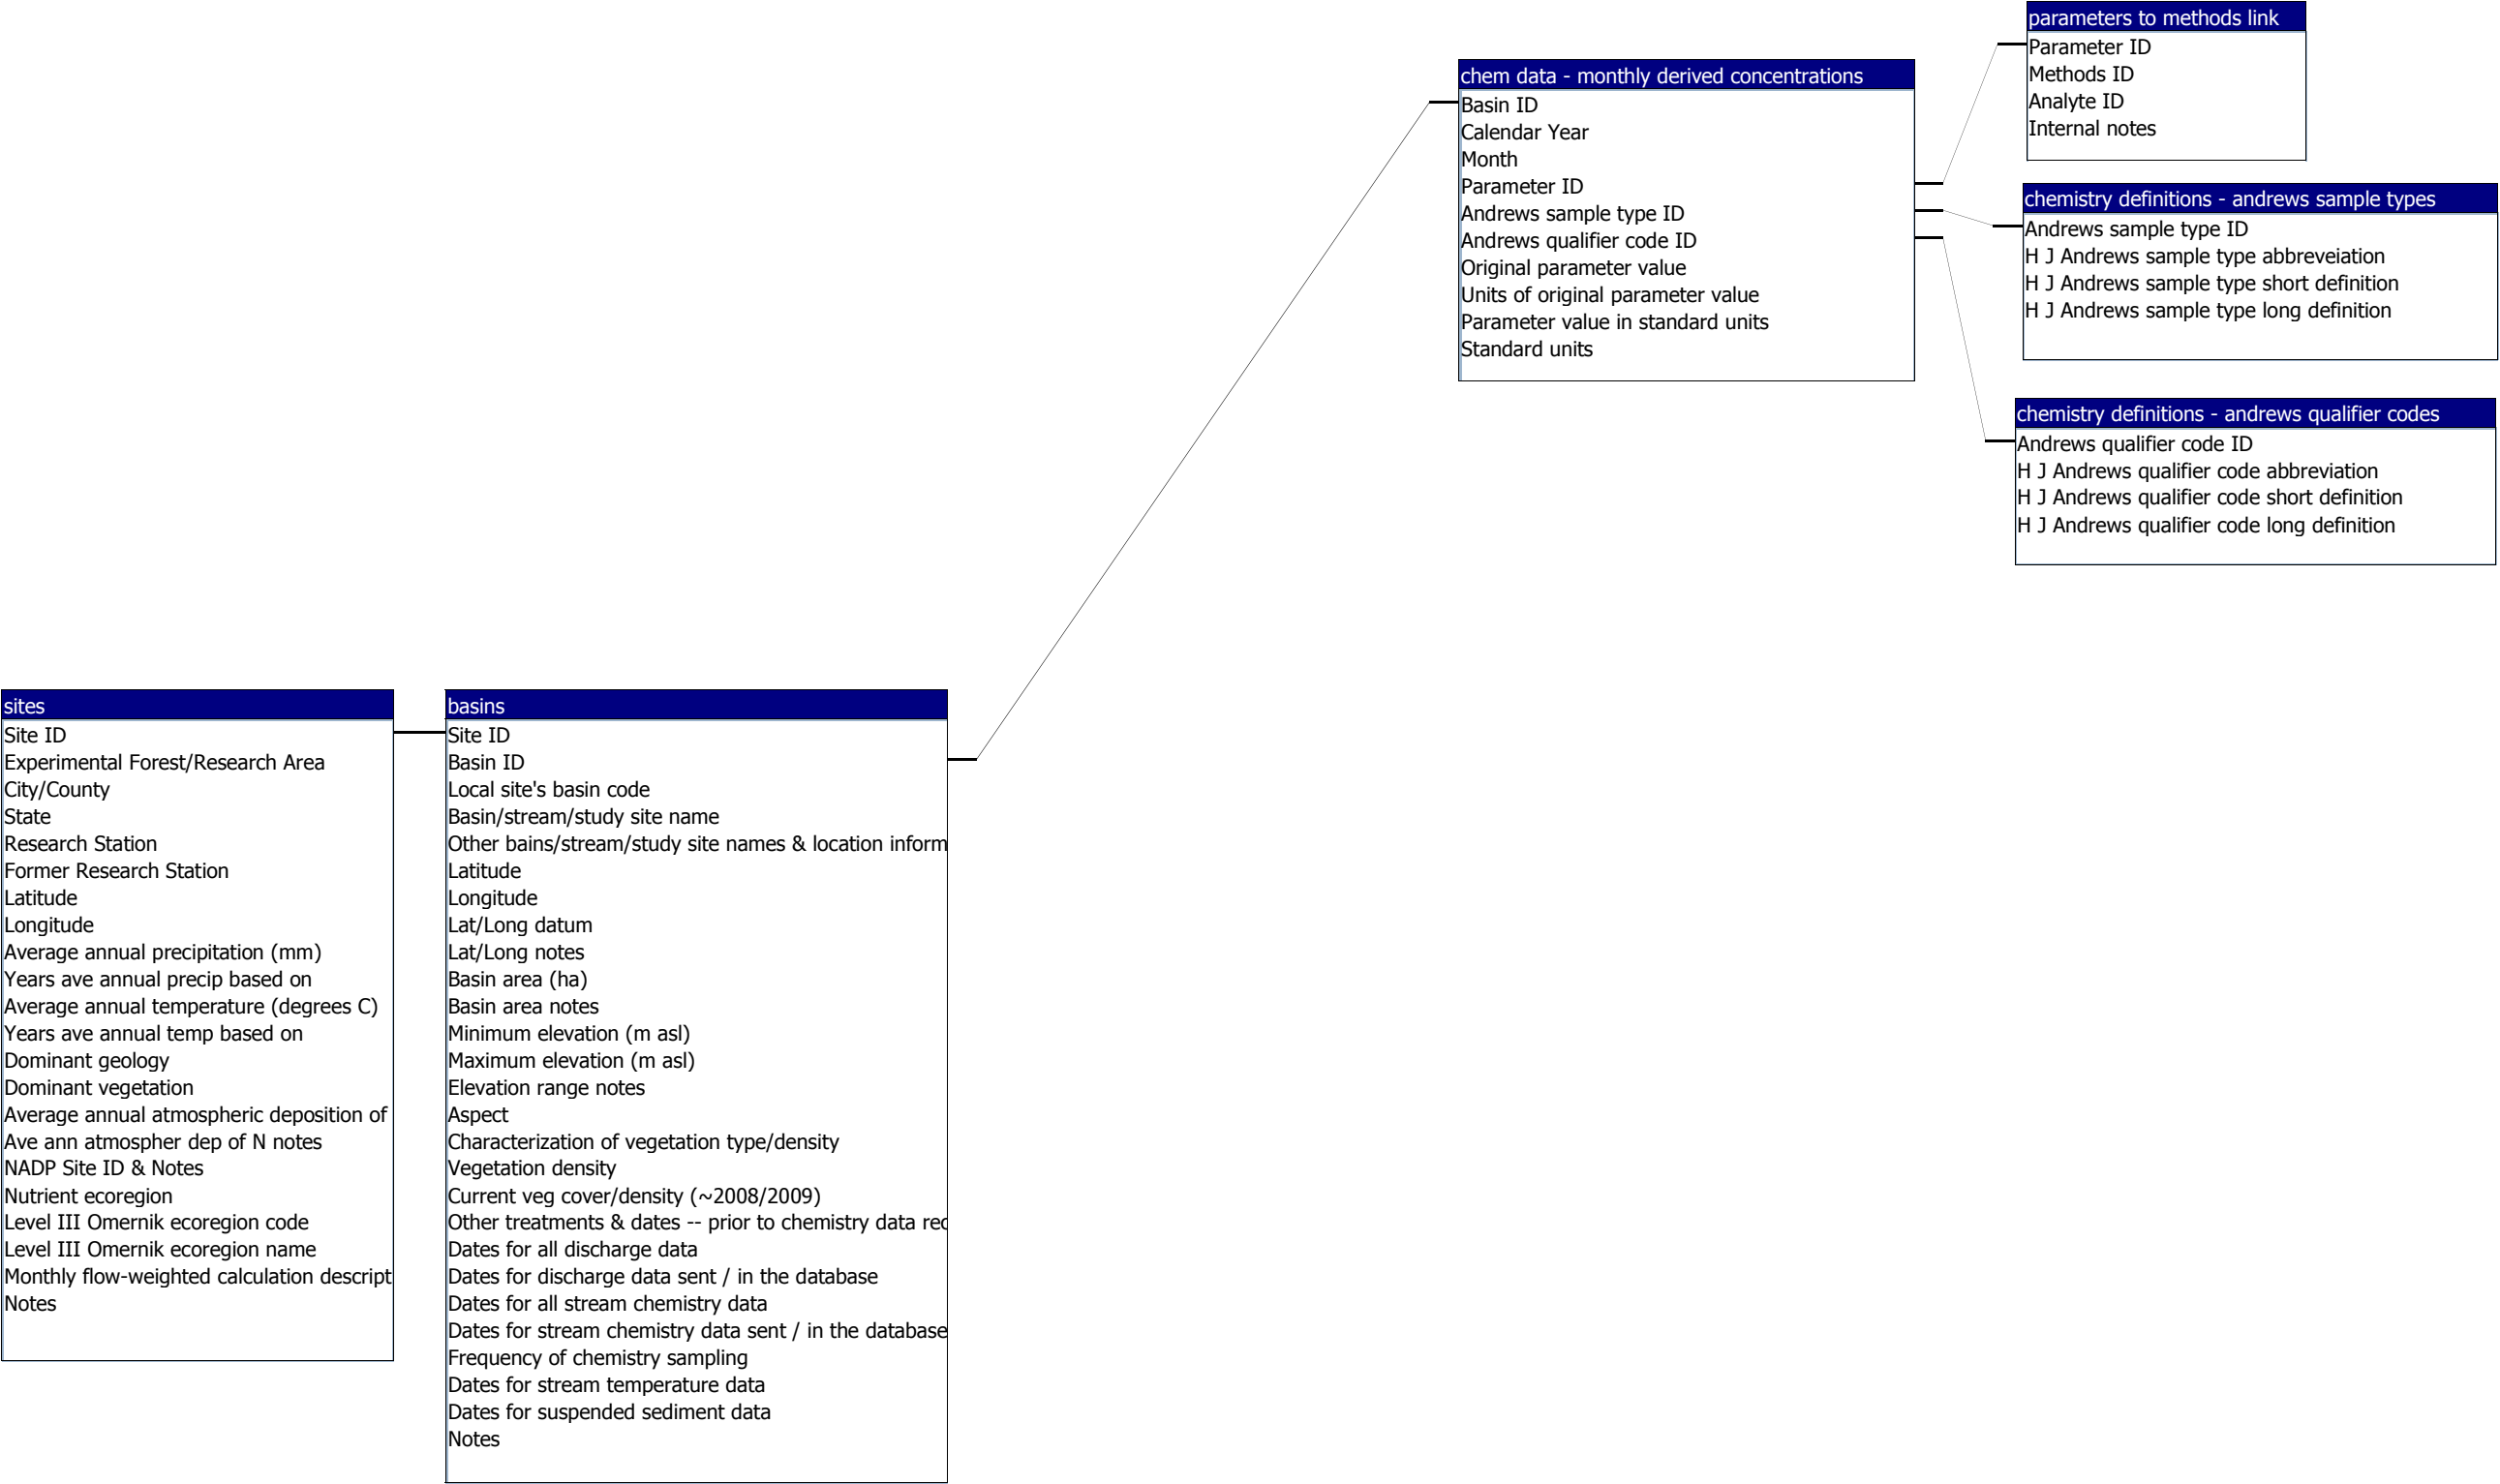 parameters to methods link
Parameter ID
Methods ID
Analyte ID
Internal notes
chem data - monthly derived concentrations
Basin ID
Calendar Year
Month
Parameter ID
Andrews sample type ID
Andrews qualifier code ID
Original parameter value
Units of original parameter value
Parameter value in standard units
Standard units
chemistry definitions - andrews sample types
Andrews sample type ID
H J Andrews sample type abbreveiation
H J Andrews sample type short definition
H J Andrews sample type long definition
chemistry definitions - andrews qualifier codes
Andrews qualifier code ID
H J Andrews qualifier code abbreviation
H J Andrews qualifier code short definition
H J Andrews qualifier code long definition
sites
Site ID
Experimental Forest/Research Area
City/County
State
Research Station
Former Research Station
Latitude
Longitude
Average annual precipitation (mm)
Years ave annual precip based on
Average annual temperature (degrees C)
Years ave annual temp based on
Dominant geology
Dominant vegetation
Average annual atmospheric deposition of
Ave ann atmospher dep of N notes
NADP Site ID & Notes
Nutrient ecoregion
Level III Omernik ecoregion code
Level III Omernik ecoregion name
Monthly flow-weighted calculation descript
Notes
basins
Site ID
Basin ID
Local site's basin code
Basin/stream/study site name
Other bains/stream/study site names & location inform
Latitude
Longitude
Lat/Long datum
Lat/Long notes
Basin area (ha)
Basin area notes
Minimum elevation (m asl)
Maximum elevation (m asl)
Elevation range notes
Aspect
Characterization of vegetation type/density
Vegetation density
Current veg cover/density (~2008/2009)
Other treatments & dates -- prior to chemistry data rec
Dates for all discharge data
Dates for discharge data sent / in the database
Dates for all stream chemistry data
Dates for stream chemistry data sent / in the database
Frequency of chemistry sampling
Dates for stream temperature data
Dates for suspended sediment data
Notes